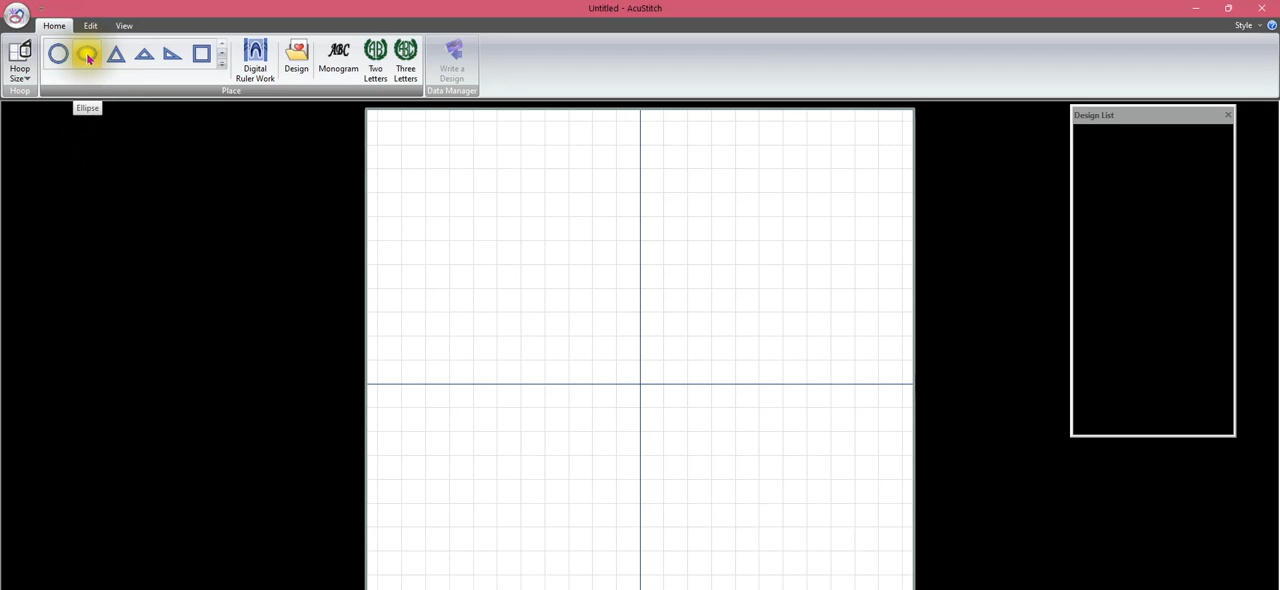 Untitled - AcuStitch
Home Edit View Style
Hoop Size
Digital Ruler Work
Design
ABC
Monogram
Two Letters
Three Letters
Write a Design
Hoop Place Data Manager
Ellipse
Design List